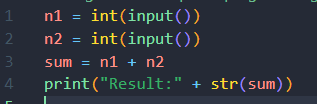 1 n1 = int(input())
2 n2 = int(input())
3 sum = n1 + n2
4 print("Result:" + str(sum))